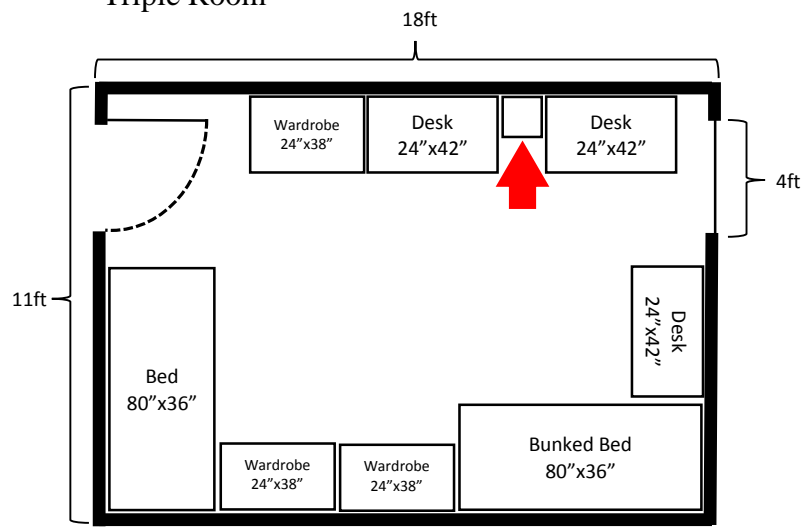 Triple Room
18ft
Wardrobe
24”x38”
Desk
24”x42”
Desk
24”x42”
4ft
11ft
Desk
24”x42”
Bed
80”x36”
Bunked Bed
80”x36”
Wardrobe
24”x38”
Wardrobe
24”x38”